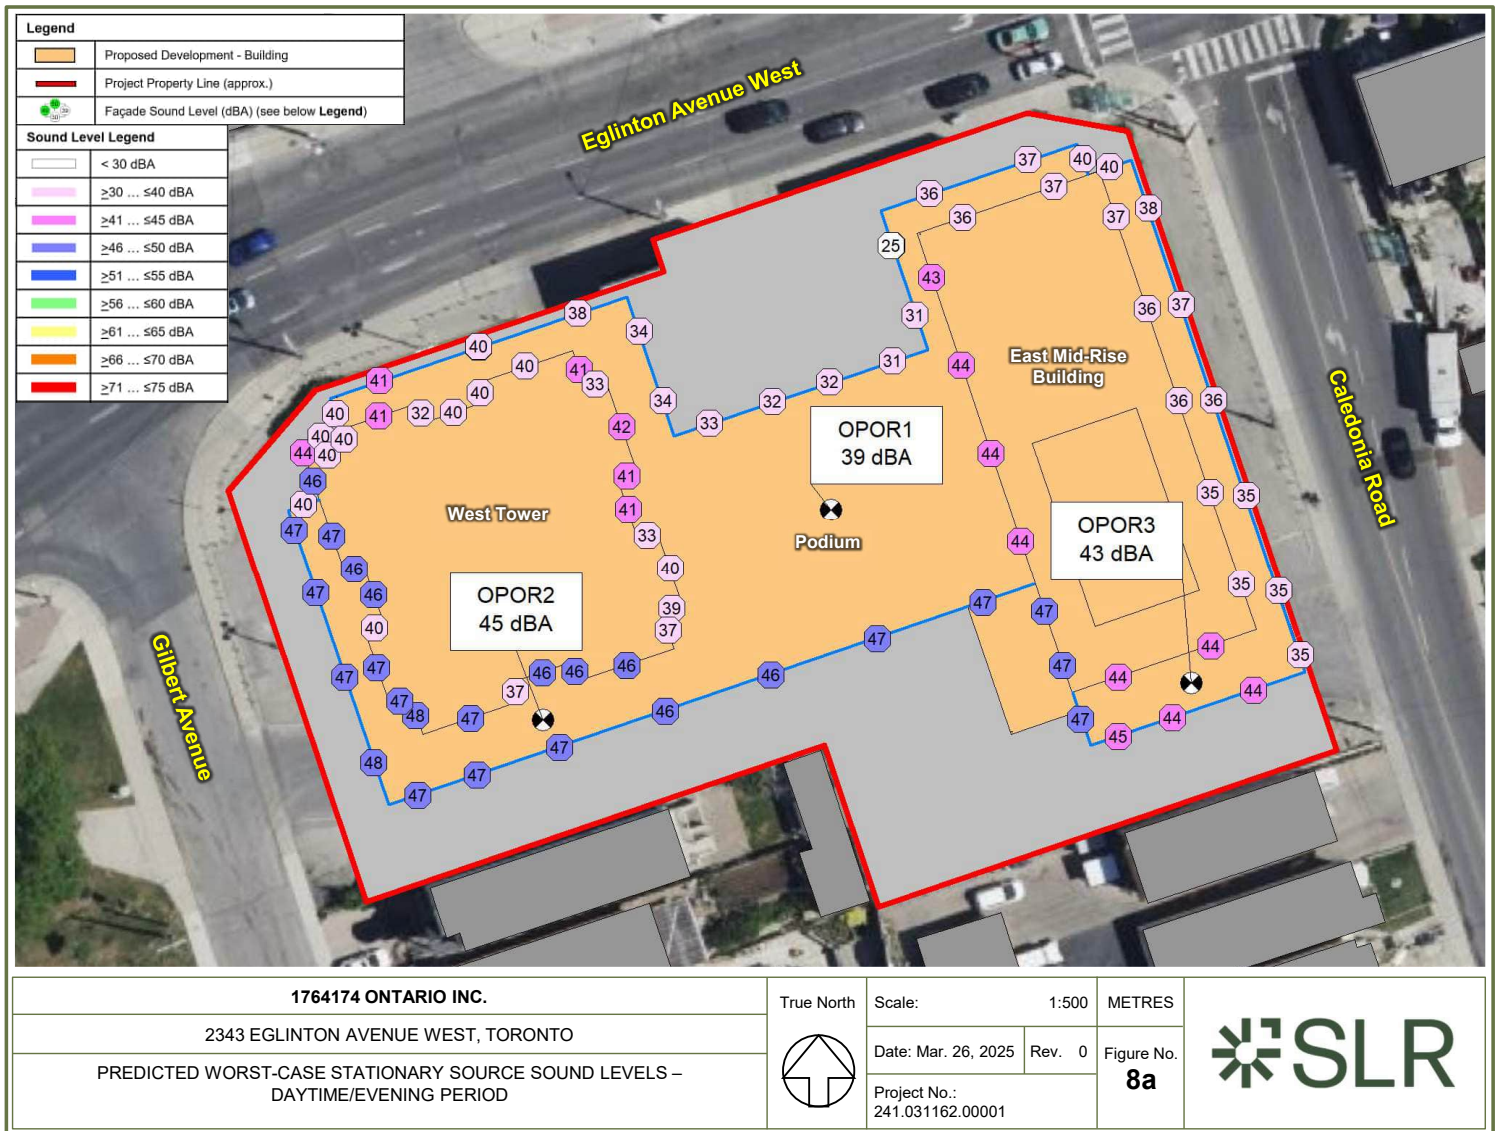 Legend
Proposed Development - Building
Project Property Line (approx.)
Façade Sound Level (dBA) (see below Legend)
Sound Level Legend
< 30 dBA
≥30 … ≤40 dBA
≥41 … ≤45 dBA
≥46 … ≤50 dBA
≥51 … ≤55 dBA
≥56 … ≤60 dBA
≥61 … ≤65 dBA
≥66 … ≤70 dBA
≥71 … ≤75 dBA
Eglinton Avenue West
Caledonia Road
Gilbert Avenue
37 40 40
36 37 38
36 37
25
43
38 36 37
34 31
40 31
40 41 44 East Mid-Rise
41 33 32 Building
40 34 32 36 36
40 41 32 40 42 33
40 40 OPOR1
44 40 39 dBA 44
46 41 35 35
40 41
West Tower
47 47 33 Podium OPOR3
46 40 44 43 dBA
47 46 OPOR2 39 47 47 35 35
40 45 dBA 37 47
47 47 46 46 46 46 47 44 44 35
47 48 47 37 46 47 44 44
48 47 45
47 47
1764174 ONTARIO INC.
2343 EGLINTON AVENUE WEST, TORONTO
PREDICTED WORST-CASE STATIONARY SOURCE SOUND LEVELS –
DAYTIME/EVENING PERIOD
True North
Scale: 1:500 METRES
Date: Mar. 26, 2025 Rev. 0
Figure No.
8a
Project No.:
241.031162.00001
SLR